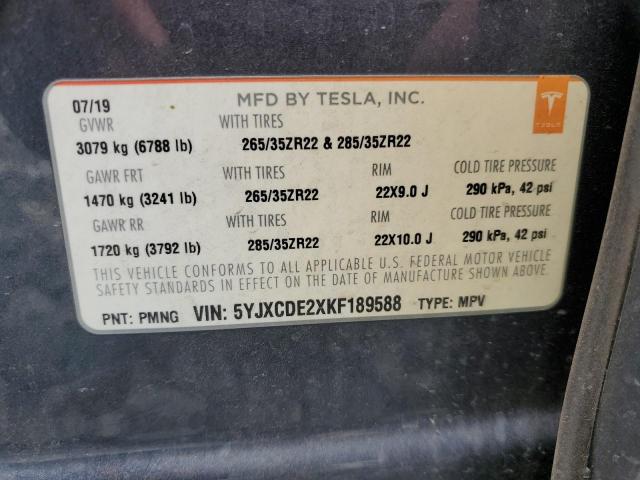 07/19 MFD BY TESLA, INC.
GVWR WITH TIRES
3079 kg (6788 lb) 265/35ZR22 & 285/35ZR22
GAWR FRT WITH TIRES RIM COLD TIRE PRESSURE
1470 kg (3241 lb) 265/35ZR22 22X9.0 J 290 kPa, 42 psi
GAWR RR WITH TIRES RIM COLD TIRE PRESSURE
1720 kg (3792 lb) 285/35ZR22 22X10.0 J 290 kPa, 42 psi
THIS VEHICLE CONFORMS TO ALL APPLICABLE U.S. FEDERAL MOTOR VEHICLE
SAFETY STANDARDS IN EFFECT ON THE DATE OF MANUFACTURE SHOWN ABOVE.
PNT: PMNG VIN: 5YJXCDE2XKF189588 TYPE: MPV
TESLA